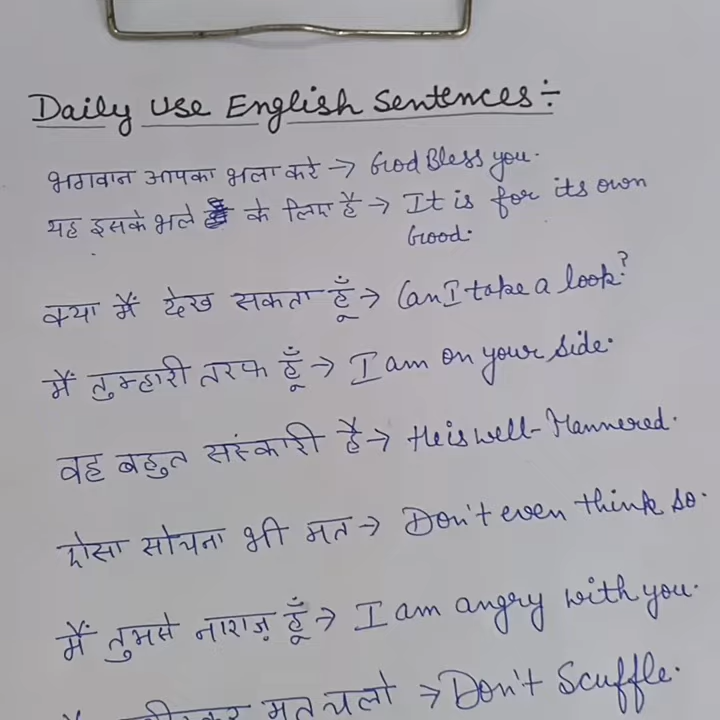 Daily Use English Sentences ÷
भगवान आपका भला करे → God Bless you.
यह इसके भले के लिए है → It is for its own
Good.
क्या मैं देख सकता हूँ → Can I take a look?
मैं तुम्हारी तरफ हूँ → I am on your side.
वह बहुत संस्कारी है → He is well-Mannered.
ऐसा सोचना भी मत → Don't even think so.
मैं तुमसे नाराज़ हूँ → I am angry with you.
मत चलो → Don't Scuffle.